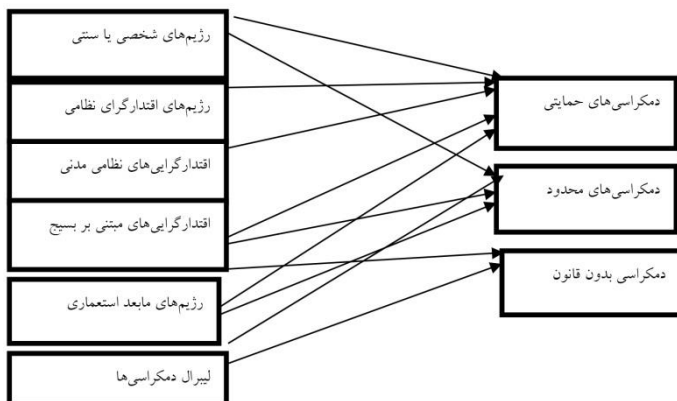 رژیم‌های شخصی یا سنتی
رژیم‌های اقتدارگرای نظامی
اقتدارگرایی‌های نظامی مدنی
اقتدارگرایی‌های مبتنی بر بسیج
رژیم‌های مابعد استعماری
لیبرال دمکراسی‌ها
دمکراسی‌های حمایتی
دمکراسی‌های محدود
دمکراسی بدون قانون